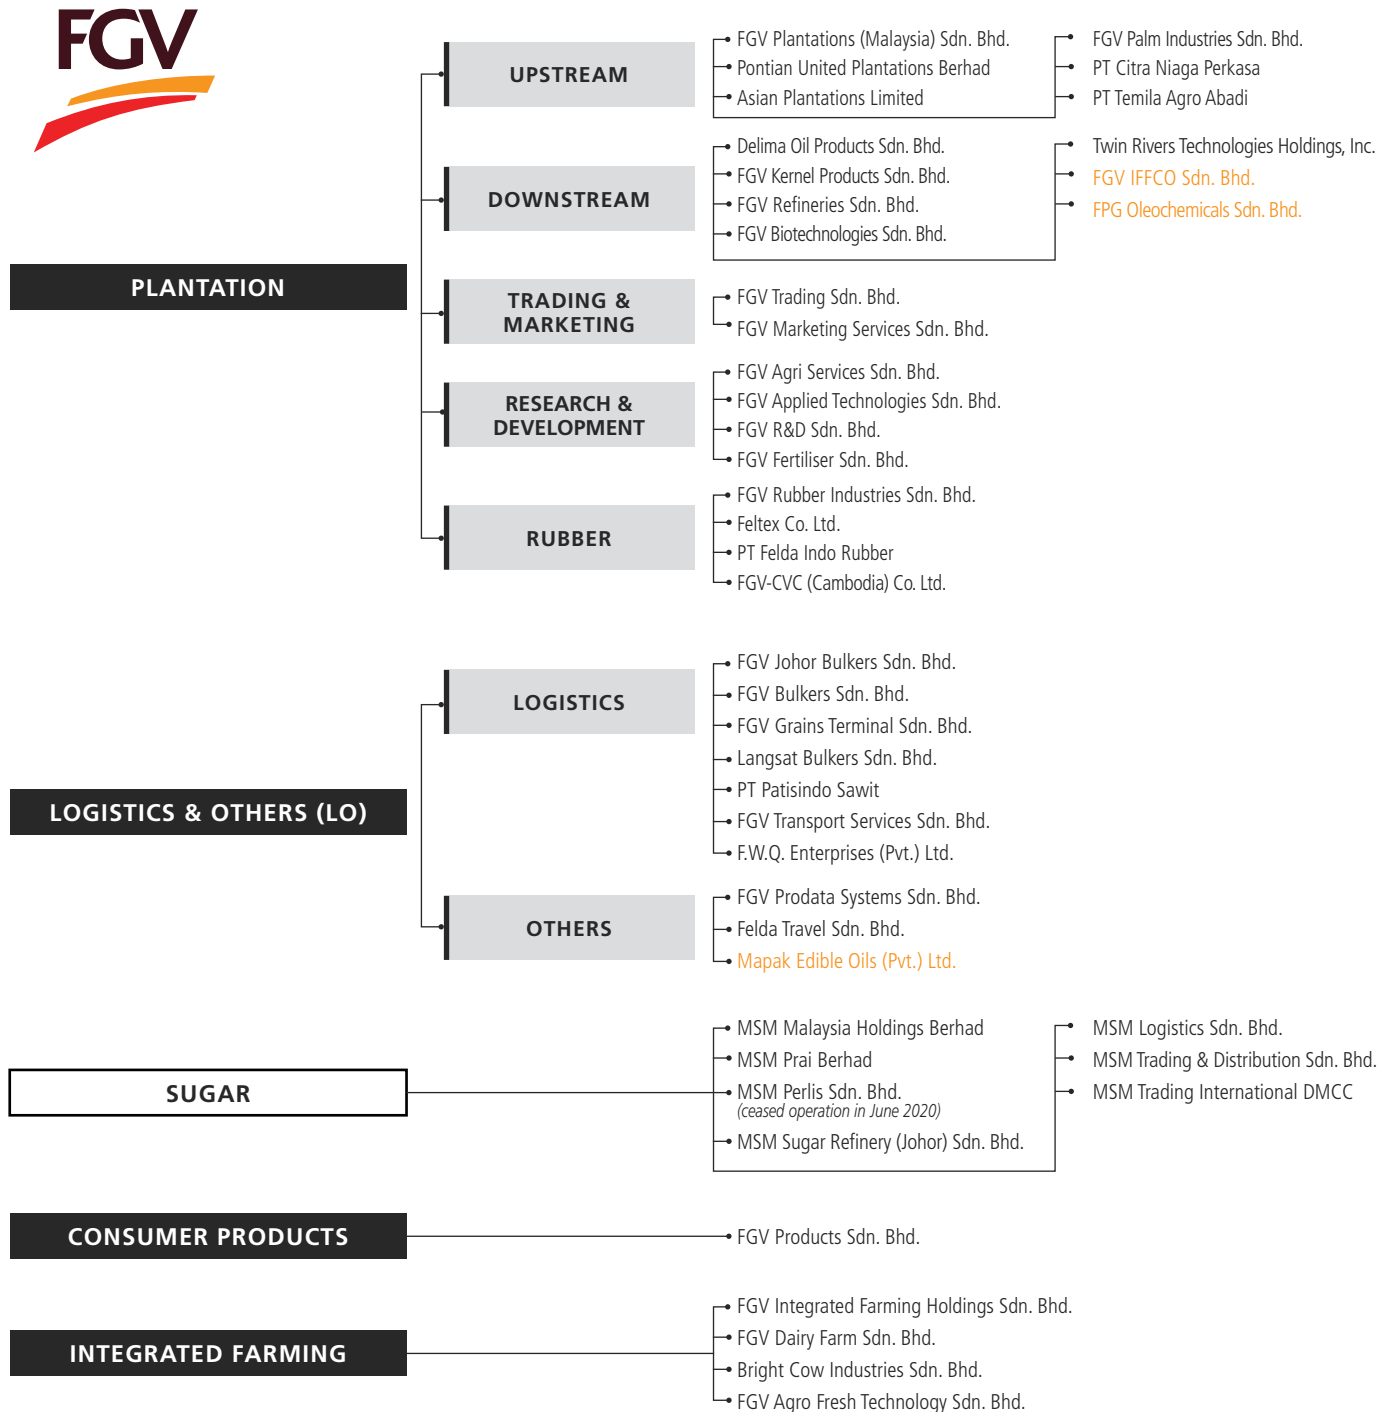 FGV
PLANTATION
UPSTREAM
FGV Plantations (Malaysia) Sdn. Bhd.
Pontian United Plantations Berhad
Asian Plantations Limited
FGV Palm Industries Sdn. Bhd.
PT Citra Niaga Perkasa
PT Temila Agro Abadi
DOWNSTREAM
Delima Oil Products Sdn. Bhd.
FGV Kernel Products Sdn. Bhd.
FGV Refineries Sdn. Bhd.
FGV Biotechnologies Sdn. Bhd.
Twin Rivers Technologies Holdings, Inc.
FGV IFFCO Sdn. Bhd.
FPG Oleochemicals Sdn. Bhd.
TRADING &
MARKETING
FGV Trading Sdn. Bhd.
FGV Marketing Services Sdn. Bhd.
RESEARCH &
DEVELOPMENT
FGV Agri Services Sdn. Bhd.
FGV Applied Technologies Sdn. Bhd.
FGV R&D Sdn. Bhd.
FGV Fertiliser Sdn. Bhd.
RUBBER
FGV Rubber Industries Sdn. Bhd.
Feltex Co. Ltd.
PT Felda Indo Rubber
FGV-CVC (Cambodia) Co. Ltd.
LOGISTICS & OTHERS (LO)
LOGISTICS
FGV Johor Bulkers Sdn. Bhd.
FGV Bulkers Sdn. Bhd.
FGV Grains Terminal Sdn. Bhd.
Langsat Bulkers Sdn. Bhd.
PT Patisindo Sawit
FGV Transport Services Sdn. Bhd.
F.W.Q. Enterprises (Pvt.) Ltd.
OTHERS
FGV Prodata Systems Sdn. Bhd.
Felda Travel Sdn. Bhd.
Mapak Edible Oils (Pvt.) Ltd.
SUGAR
MSM Malaysia Holdings Berhad
MSM Prai Berhad
MSM Perlis Sdn. Bhd.
(ceased operation in June 2020)
MSM Sugar Refinery (Johor) Sdn. Bhd.
MSM Logistics Sdn. Bhd.
MSM Trading & Distribution Sdn. Bhd.
MSM Trading International DMCC
CONSUMER PRODUCTS
FGV Products Sdn. Bhd.
INTEGRATED FARMING
FGV Integrated Farming Holdings Sdn. Bhd.
FGV Dairy Farm Sdn. Bhd.
Bright Cow Industries Sdn. Bhd.
FGV Agro Fresh Technology Sdn. Bhd.